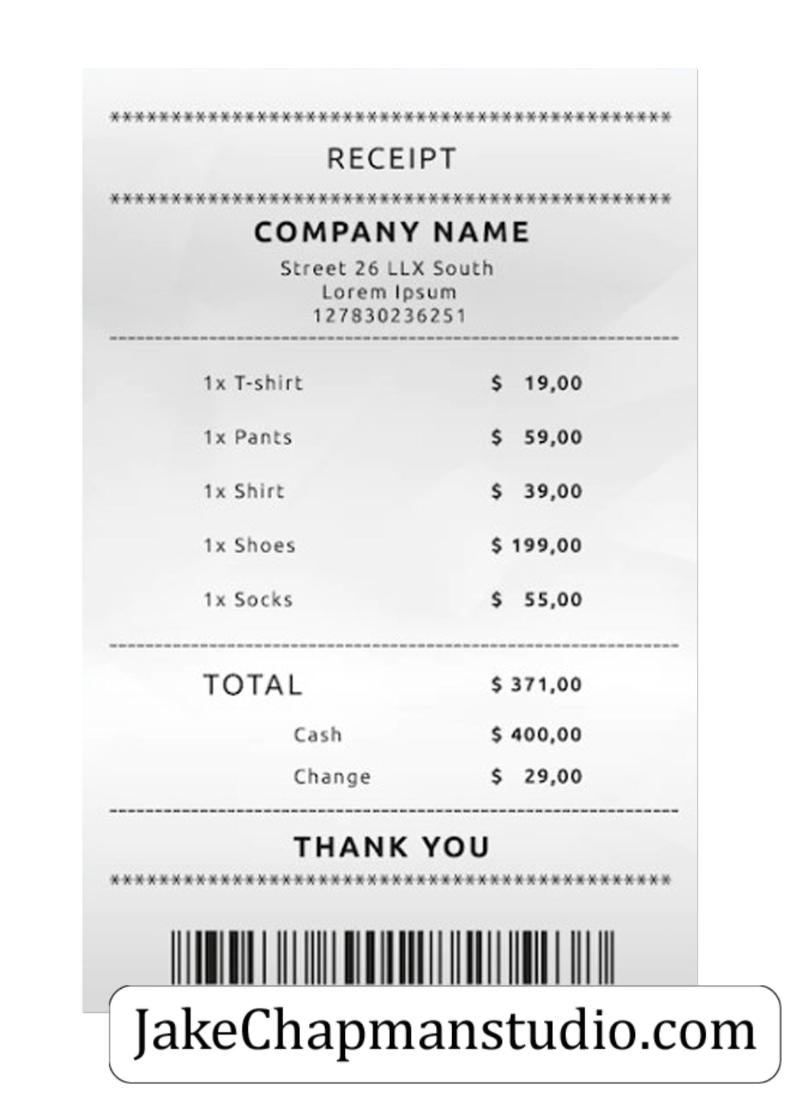 **********************************************
RECEIPT
**********************************************
COMPANY NAME
Street 26 LLX South
Lorem Ipsum
127830236251
--------------------------------------------------------------------------------
1x T-shirt $ 19,00
1x Pants $ 59,00
1x Shirt $ 39,00
1x Shoes $ 199,00
1x Socks $ 55,00
--------------------------------------------------------------------------------
TOTAL $ 371,00
Cash $ 400,00
Change $ 29,00
--------------------------------------------------------------------------------
THANK YOU
**********************************************
JakeChapmanstudio.com